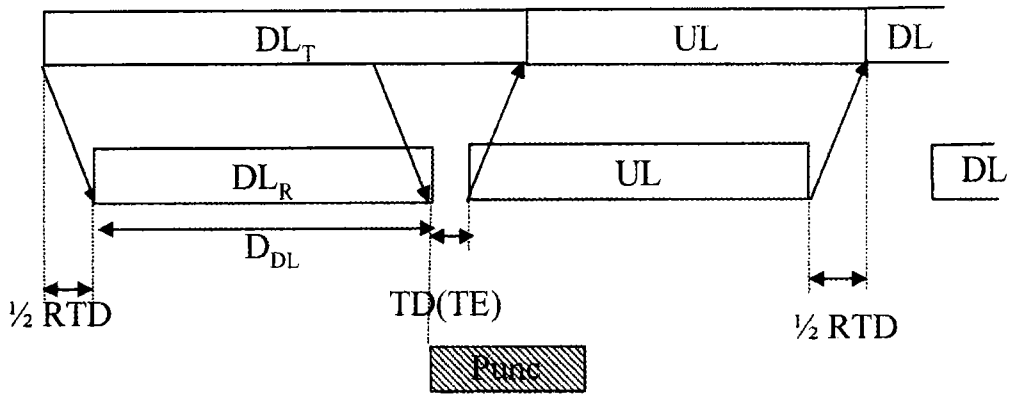 DL_T UL DL
DL_R UL DL
D_DL
½ RTD TD(TE) ½ RTD
Punc